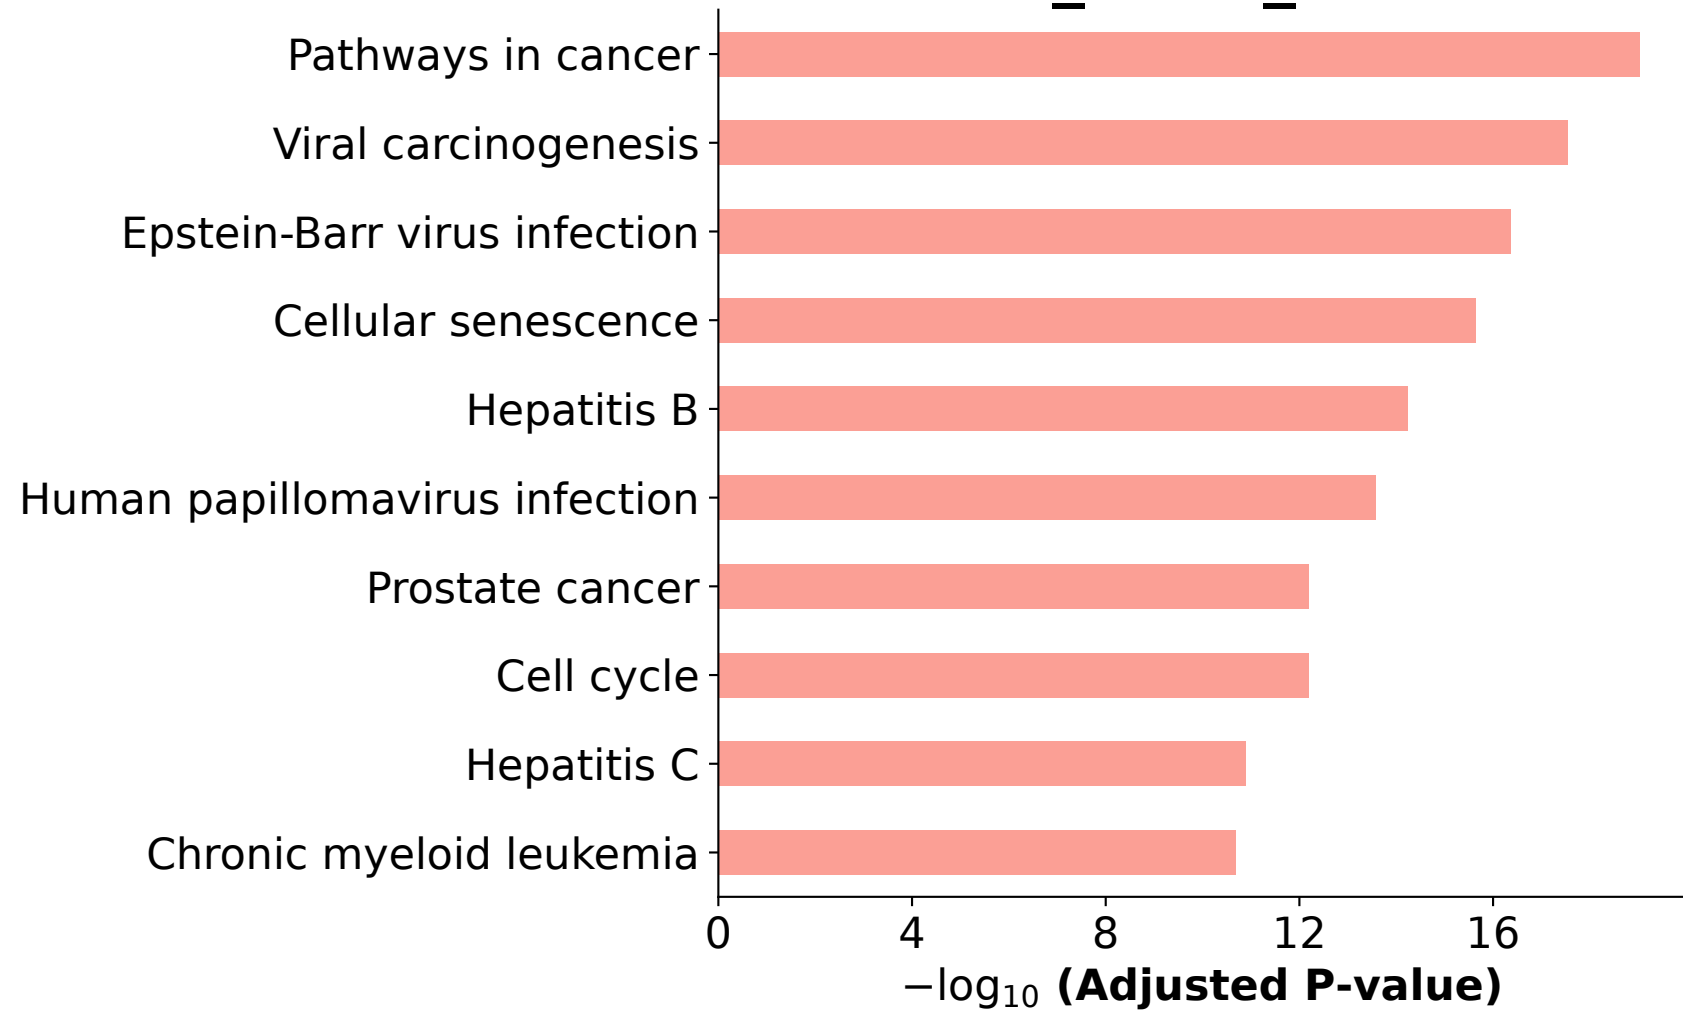 Pathways in cancer
Viral carcinogenesis
Epstein-Barr virus infection
Cellular senescence
Hepatitis B
Human papillomavirus infection
Prostate cancer
Cell cycle
Hepatitis C
Chronic myeloid leukemia
0 4 8 12 16
−log₁₀ (Adjusted P-value)